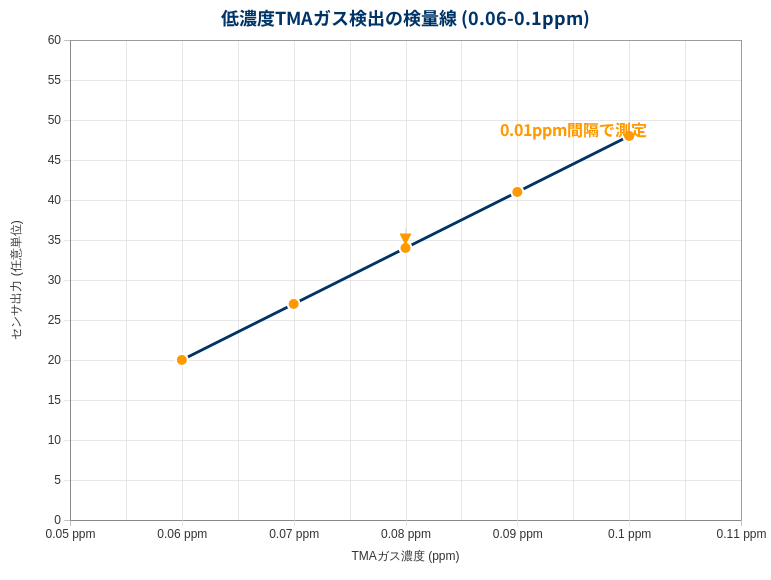 低濃度TMAガス検出の検量線 (0.06-0.1ppm)
60
55
50
45
40
35
30
25
20
15
10
5
0
センサ出力 (任意単位)
0.01ppm間隔で測定
0.05 ppm
0.06 ppm
0.07 ppm
0.08 ppm
0.09 ppm
0.1 ppm
0.11 ppm
TMAガス濃度 (ppm)